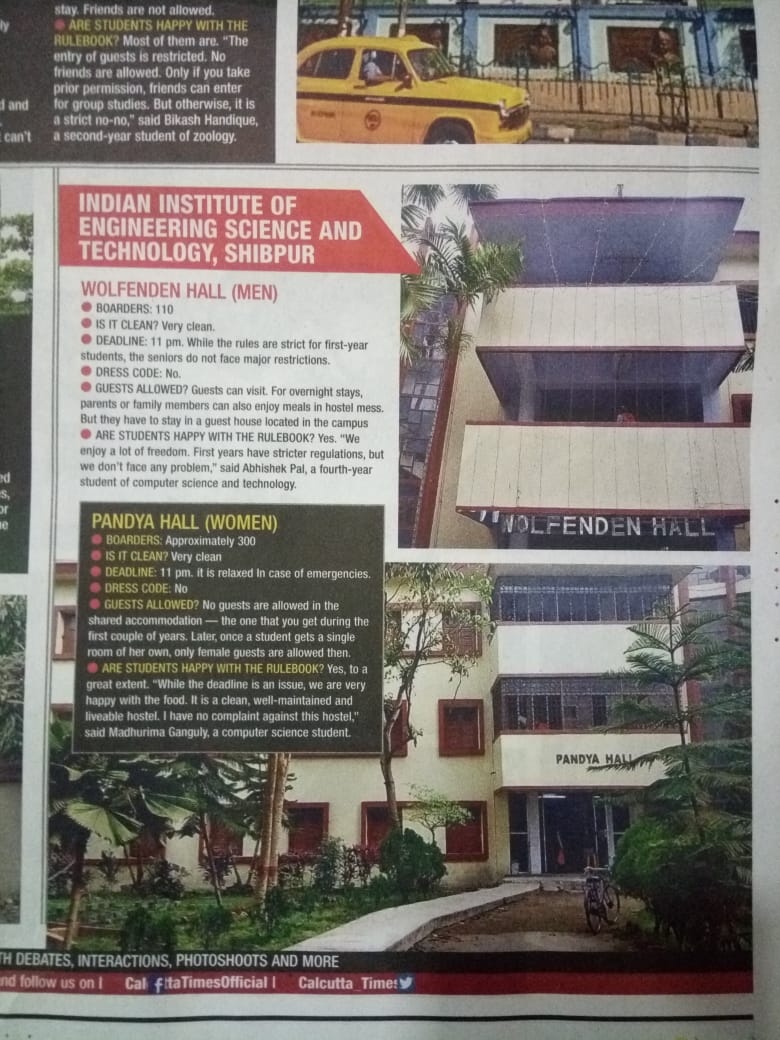 stay. Friends are not allowed.
● ARE STUDENTS HAPPY WITH THE
RULEBOOK? Most of them are. "The
entry of guests is restricted. No
friends are allowed. Only if you take
prior permission, friends can enter
for group studies. But otherwise, it is
a strict no-no," said Bikash Handique,
a second-year student of zoology.
d and
can't
INDIAN INSTITUTE OF
ENGINEERING SCIENCE AND
TECHNOLOGY, SHIBPUR
WOLFENDEN HALL (MEN)
● BOARDERS: 110
● IS IT CLEAN? Very clean.
● DEADLINE: 11 pm. While the rules are strict for first-year
students, the seniors do not face major restrictions.
● DRESS CODE: No.
● GUESTS ALLOWED? Guests can visit. For overnight stays,
parents or family members can also enjoy meals in hostel mess.
But they have to stay in a guest house located in the campus
● ARE STUDENTS HAPPY WITH THE RULEBOOK? Yes. "We
enjoy a lot of freedom. First years have stricter regulations, but
we don't face any problem," said Abhishek Pal, a fourth-year
student of computer science and technology.
WOLFENDEN HALL
PANDYA HALL (WOMEN)
● BOARDERS: Approximately 300
● IS IT CLEAN? Very clean
● DEADLINE: 11 pm. it is relaxed In case of emergencies.
● DRESS CODE: No
● GUESTS ALLOWED? No guests are allowed in the
shared accommodation — the one that you get during the
first couple of years. Later, once a student gets a single
room of her own, only female guests are allowed then.
● ARE STUDENTS HAPPY WITH THE RULEBOOK? Yes, to a
great extent. "While the deadline is an issue, we are very
happy with the food. It is a clean, well-maintained and
liveable hostel. I have no complaint against this hostel,"
said Madhurima Ganguly, a computer science student.
PANDYA HALL
TH DEBATES, INTERACTIONS, PHOTOSHOOTS AND MORE
nd follow us on | Cal ttaTimesOfficial | Calcutta_Times